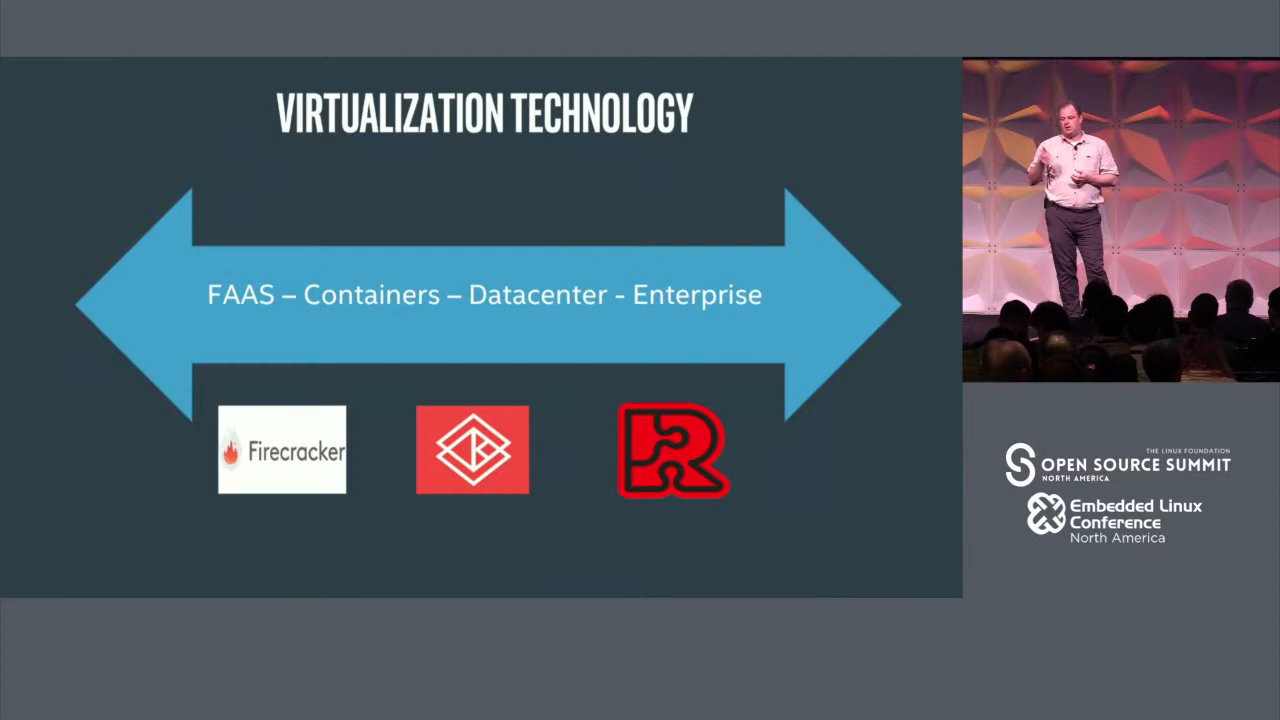 VIRTUALIZATION TECHNOLOGY
FAAS – Containers – Datacenter - Enterprise
Firecracker
THE LINUX FOUNDATION
OPEN SOURCE SUMMIT
NORTH AMERICA
Embedded Linux
Conference
North America